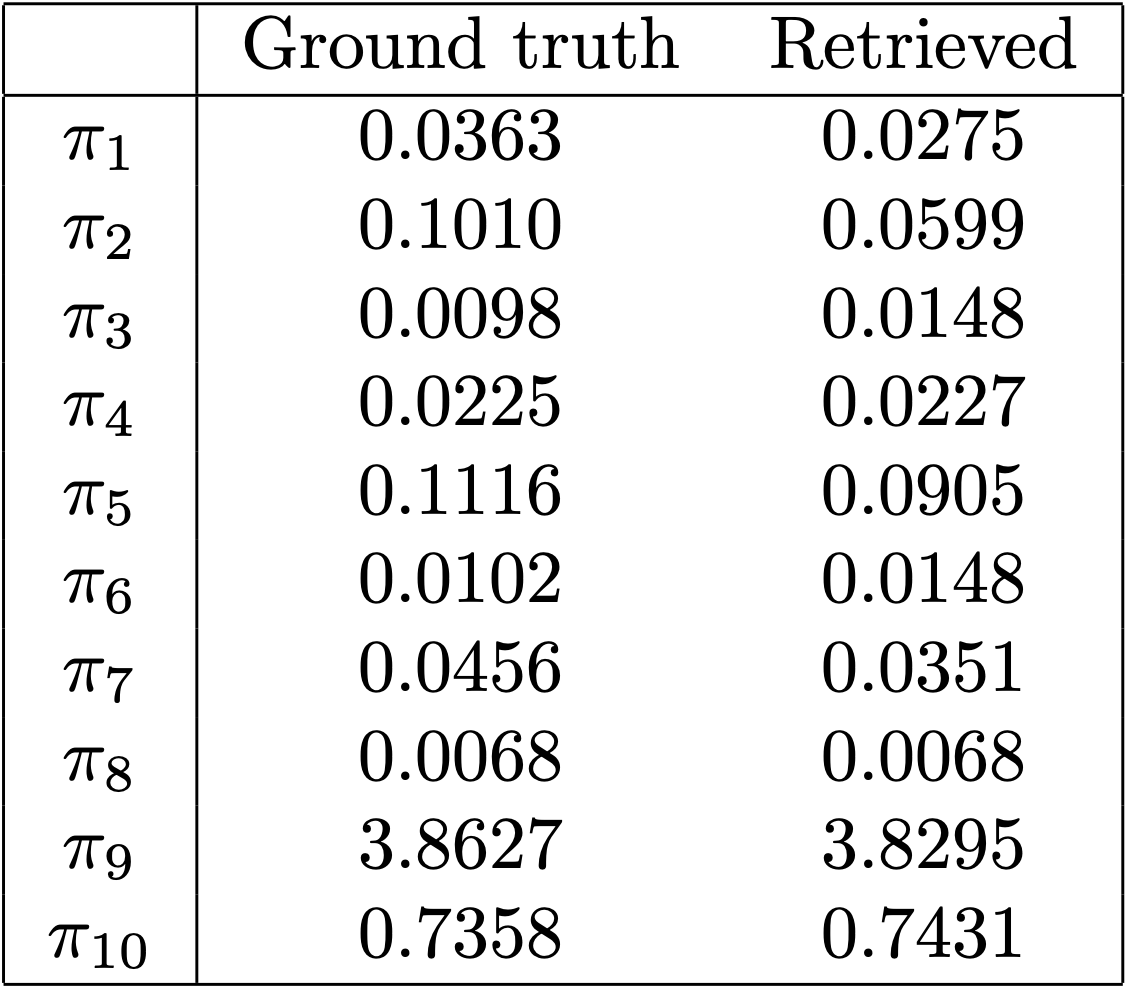 Ground truth Retrieved
π₁ 0.0363 0.0275
π₂ 0.1010 0.0599
π₃ 0.0098 0.0148
π₄ 0.0225 0.0227
π₅ 0.1116 0.0905
π₆ 0.0102 0.0148
π₇ 0.0456 0.0351
π₈ 0.0068 0.0068
π₉ 3.8627 3.8295
π₁₀ 0.7358 0.7431